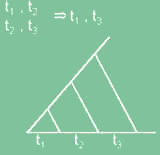 t₁ , t₂
⇒ t₁ , t₃
t₂ , t₃
t₁ t₂ t₃